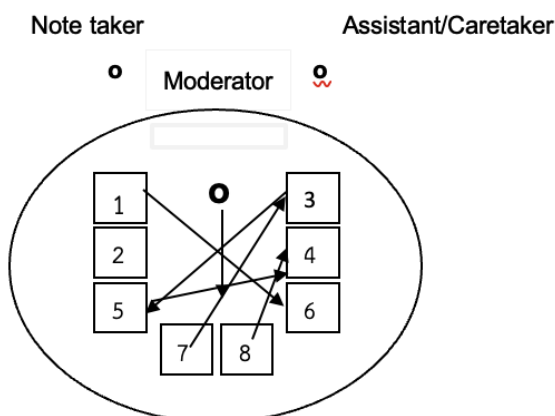 Note taker Assistant/Caretaker
o Moderator o
o
1 3
2 4
5 6
7 8